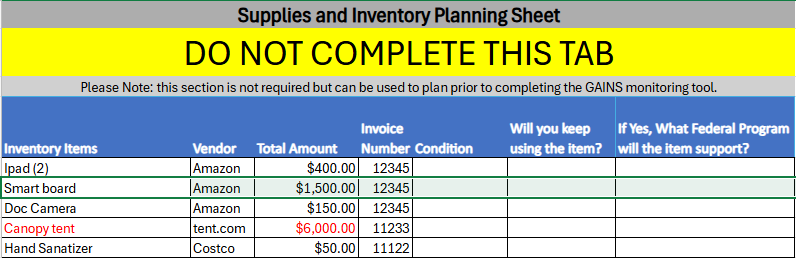 Supplies and Inventory Planning Sheet
DO NOT COMPLETE THIS TAB
Please Note: this section is not required but can be used to plan prior to completing the GAINS monitoring tool.
Inventory Items Vendor Total Amount Invoice Number Condition Will you keep using the item? If Yes, What Federal Program will the item support?
Ipad (2) Amazon $400.00 12345
Smart board Amazon $1,500.00 12345
Doc Camera Amazon $150.00 12345
Canopy tent tent.com $6,000.00 11233
Hand Sanatizer Costco $50.00 11122